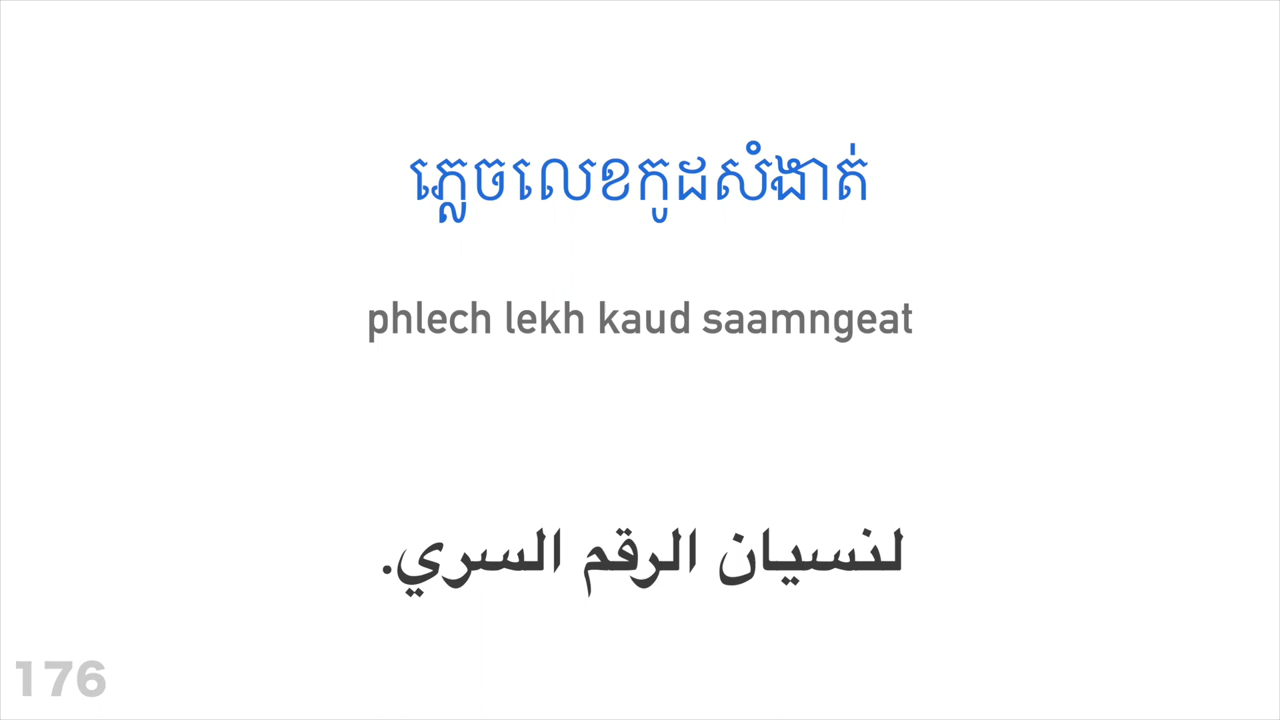 ភ្លេចលេខកូដសំងាត់
phlech lekh kaud saamngeat
لنسيان الرقم السري.
176